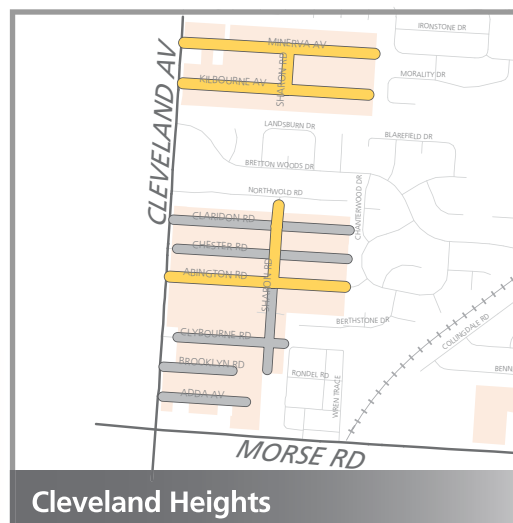 IRONSTONE DR
MINERVA AV
CLEVELAND AV
SHARON RD
MORALITY DR
KILBOURNE AV
LANDSBURN DR
BLAREFIELD DR
BRETTON WOODS DR
NORTHWOLD RD
CHANTERWOOD DR
CLARIDON RD
CHESTER RD
SHARON RD
ABINGTON RD
BERTHSTONE DR
COLLINGDALE RD
CLYBOURNE RD
BROOKLYN RD
RONDEL RD
BENN
WREN TRACE
ADDA AV
MORSE RD
Cleveland Heights